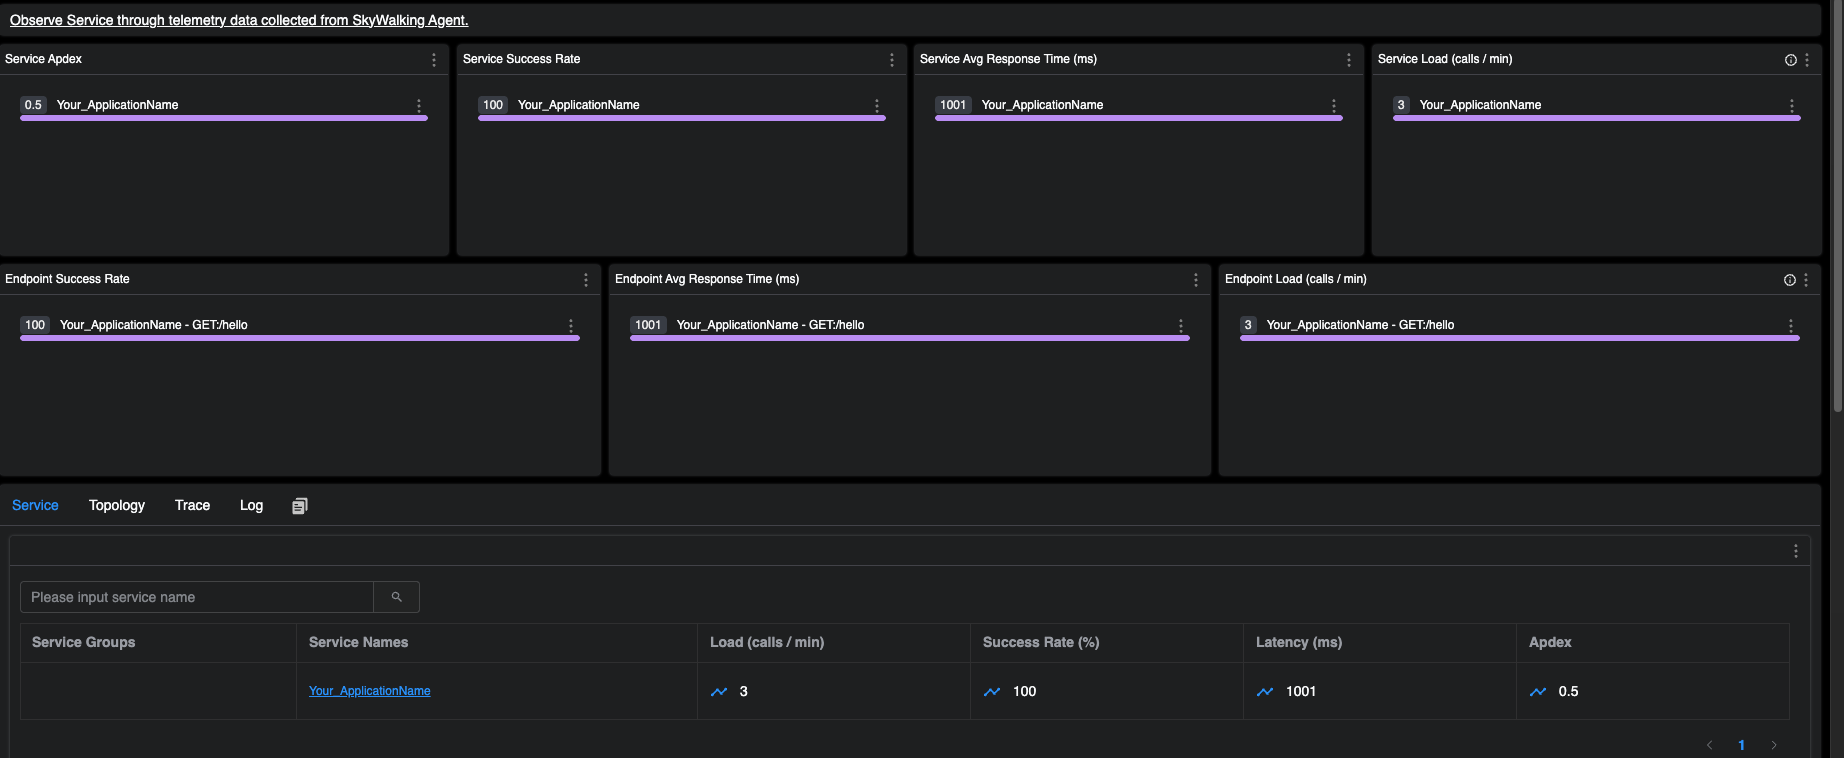 Observe Service through telemetry data collected from SkyWalking Agent.
Service Apdex
Service Success Rate
Service Avg Response Time (ms)
Service Load (calls / min)
0.5 Your_ApplicationName
100 Your_ApplicationName
1001 Your_ApplicationName
3 Your_ApplicationName
Endpoint Success Rate
Endpoint Avg Response Time (ms)
Endpoint Load (calls / min)
100 Your_ApplicationName - GET:/hello
1001 Your_ApplicationName - GET:/hello
3 Your_ApplicationName - GET:/hello
Service Topology Trace Log
Please input service name
Service Groups Service Names Load (calls / min) Success Rate (%) Latency (ms) Apdex
Your_ApplicationName 3 100 1001 0.5
1